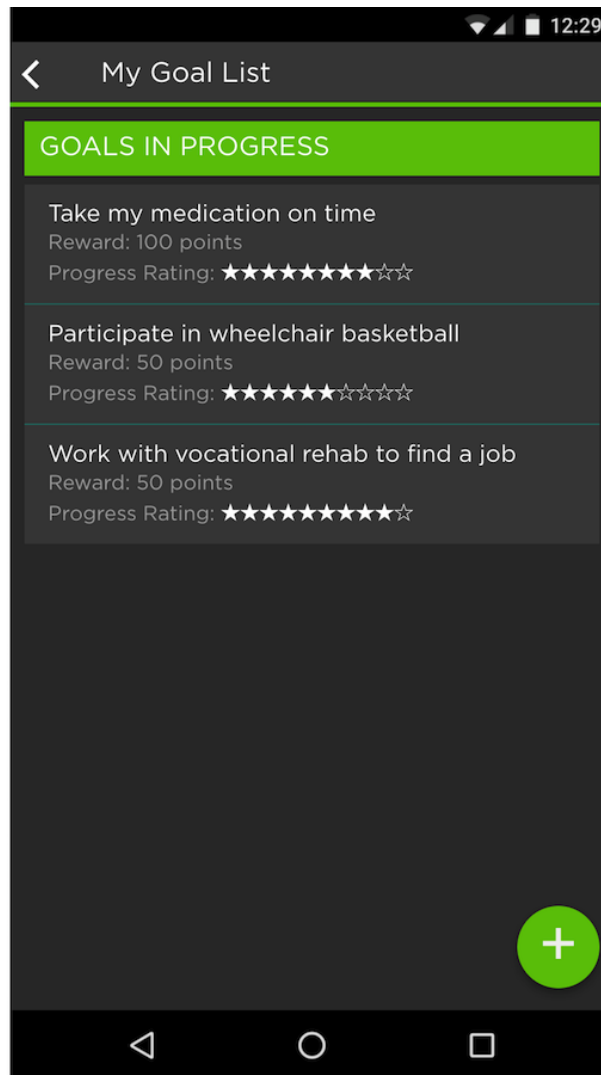 12:29
My Goal List
GOALS IN PROGRESS
Take my medication on time
Reward: 100 points
Progress Rating: ★★★★★★★★☆☆
Participate in wheelchair basketball
Reward: 50 points
Progress Rating: ★★★★★★☆☆☆☆
Work with vocational rehab to find a job
Reward: 50 points
Progress Rating: ★★★★★★★★★☆